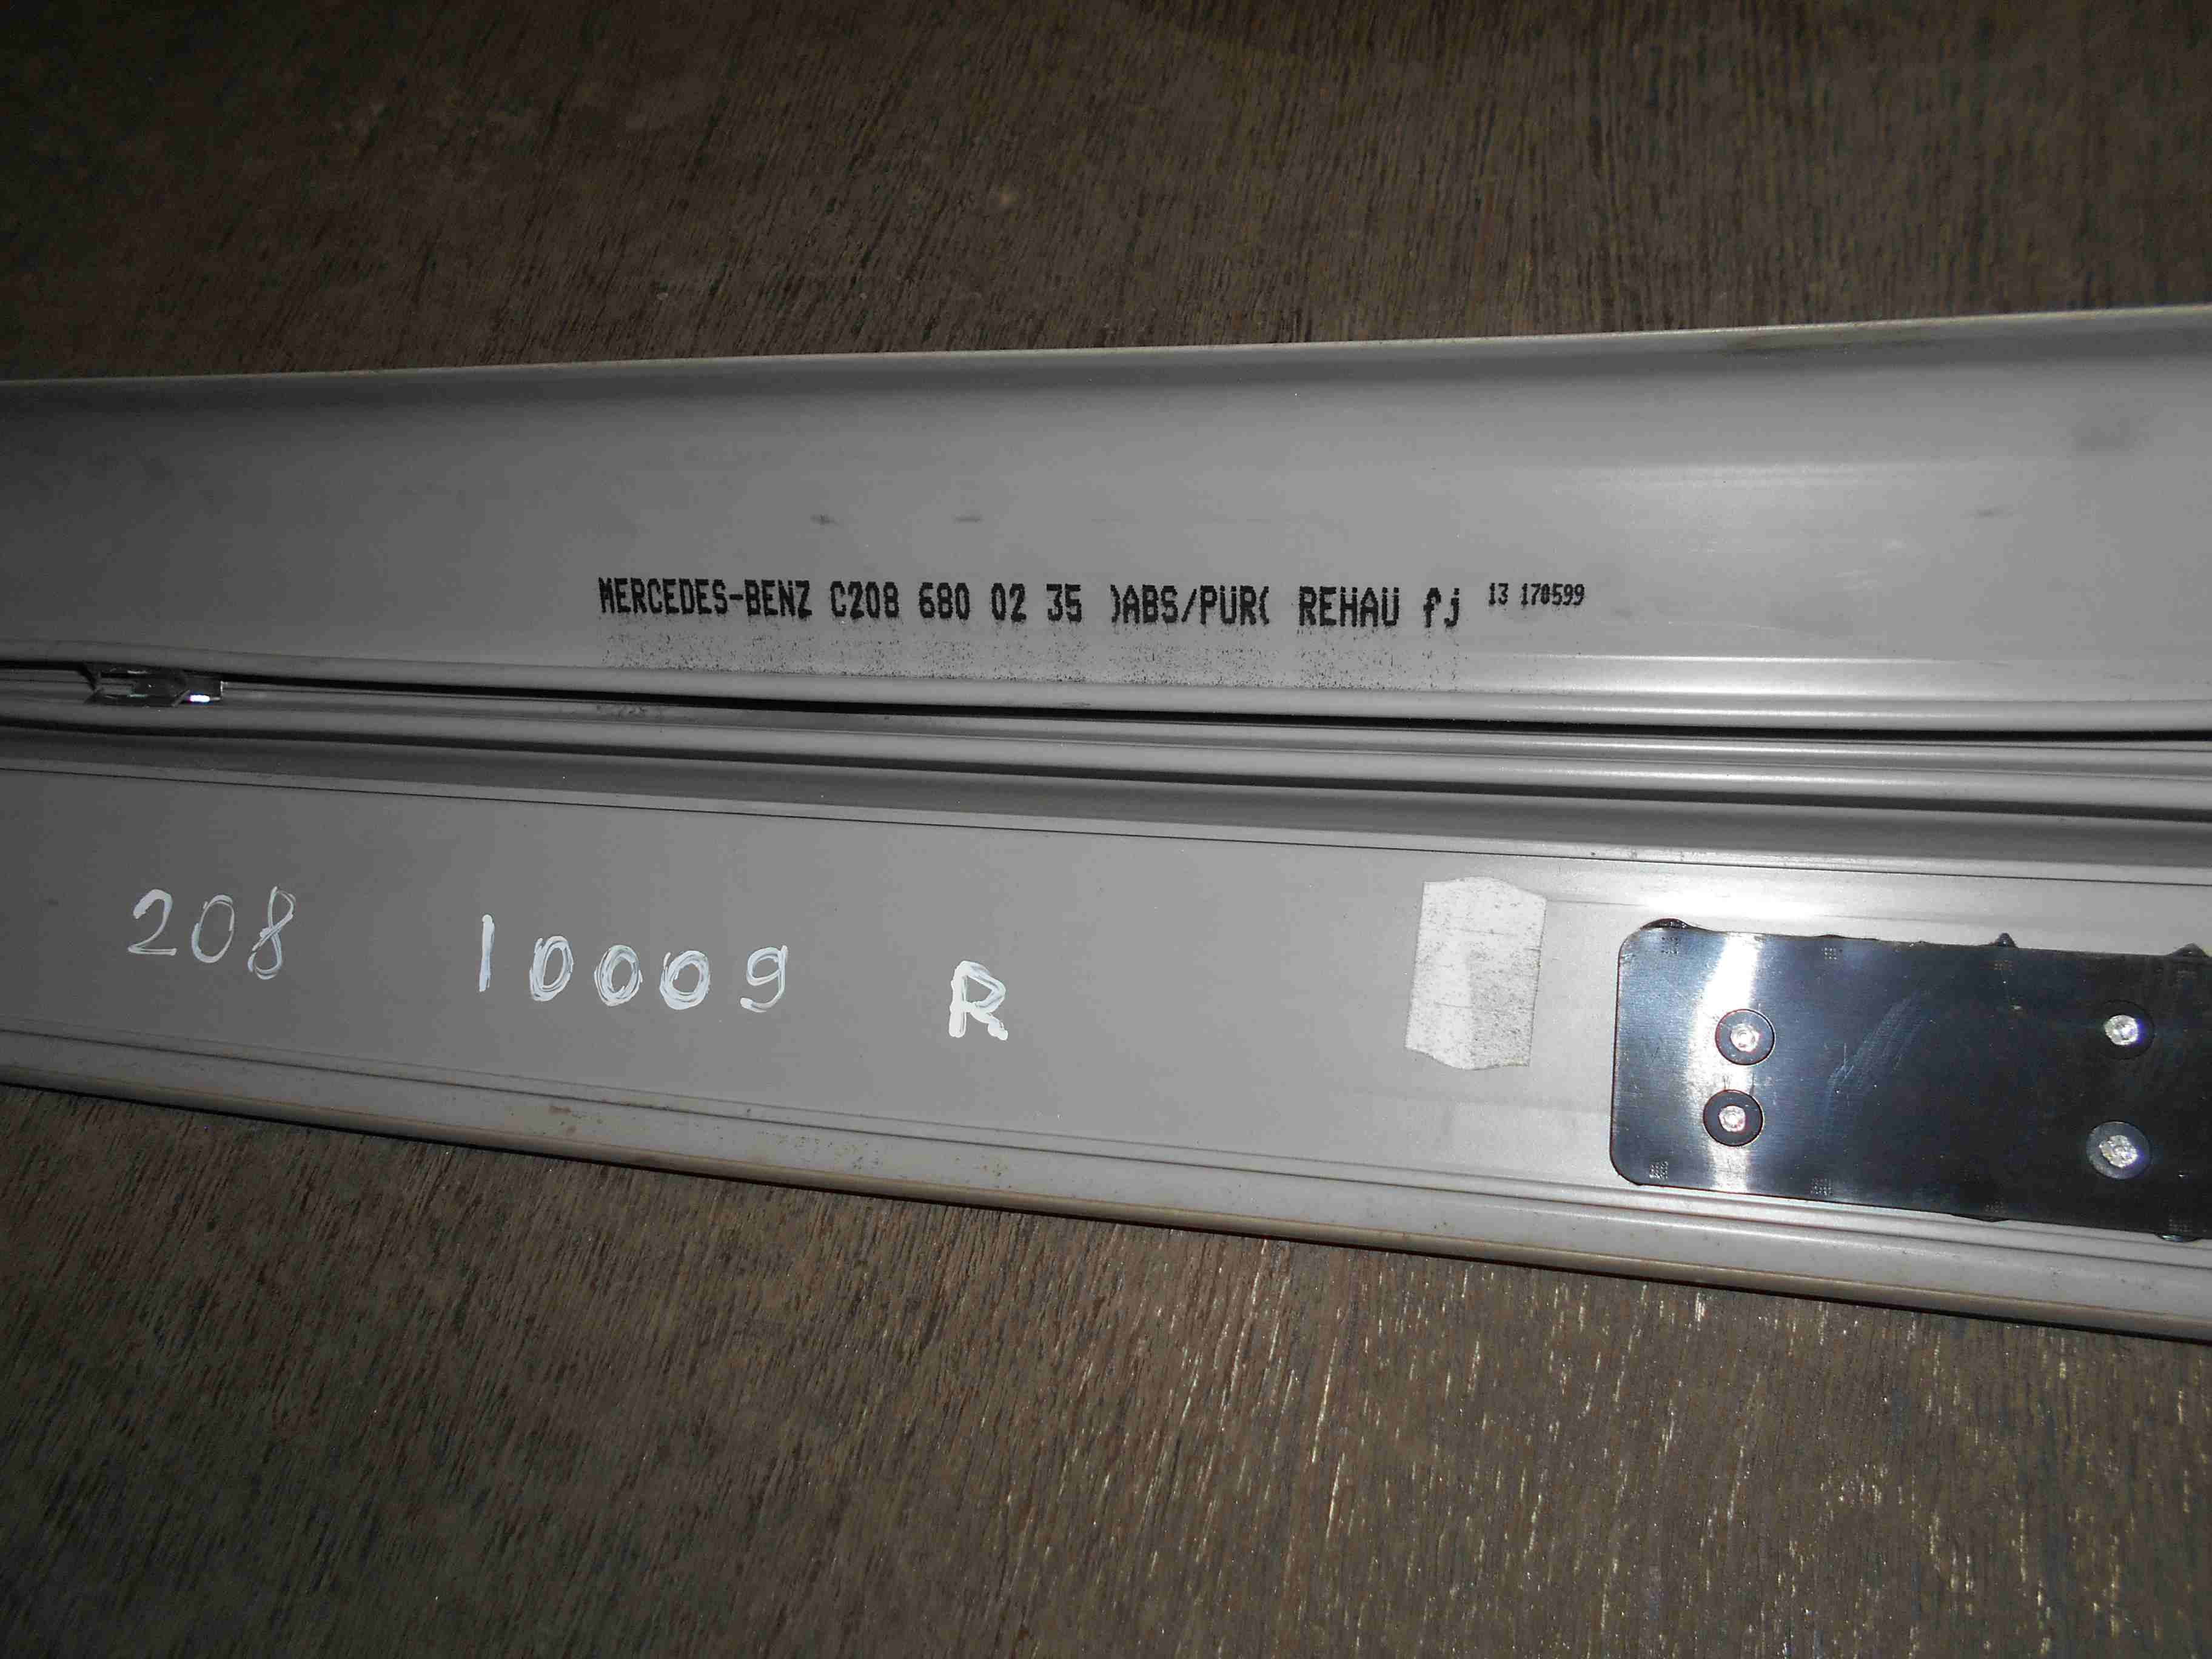 MERCEDES-BENZ C208 680 02 35 )ABS/PUR( REHAU fj 13 170599
208 10009 R